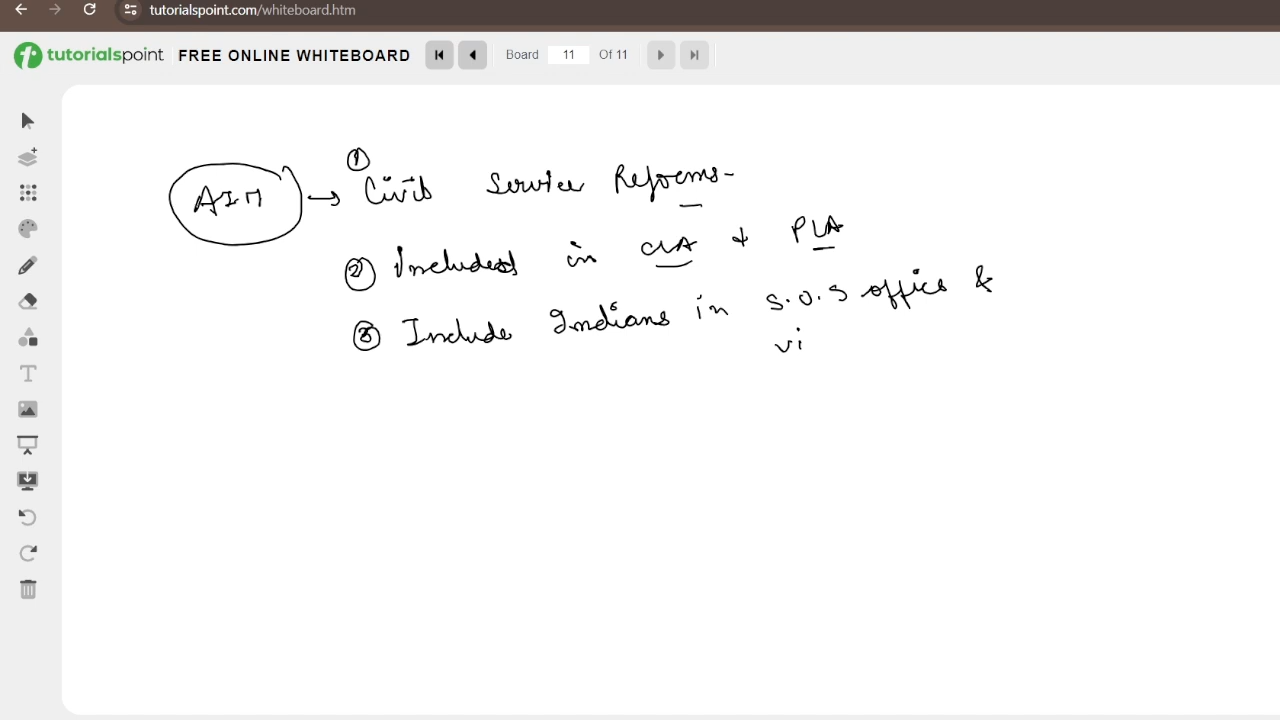 tutorialspoint.com/whiteboard.htm
tutorialspoint FREE ONLINE WHITEBOARD Board 11 Of 11
AIM → ① Civil Service Reforms-
② Included in CLA & PLA
③ Include Indians in S.O.S office &
vi